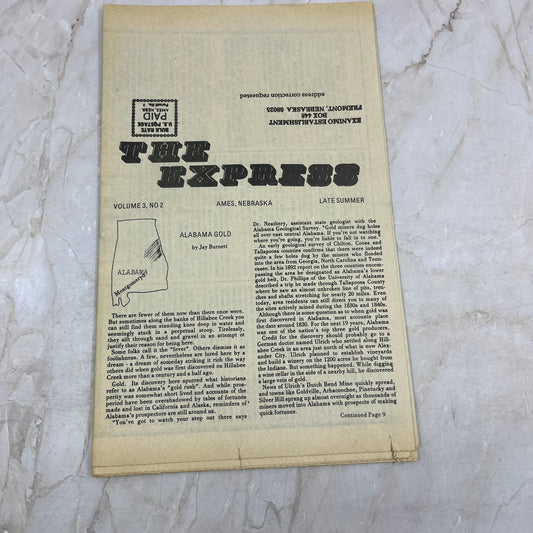 address correction requested
EXANIMO ESTABLISHMENT
BOX 448
FREMONT, NEBRASKA 68025
BULK RATE
U.S. POSTAGE
PAID
AMES, NEBR.
Permit No. 1
THE
EXPRESS
VOLUME 3, NO 2
AMES, NEBRASKA
LATE SUMMER
ALABAMA GOLD
by Jay Burnett
ALABAMA
Montgomery
There are fewer of them now then there once were.
But sometimes along the banks of Hillabee Creek you
can still find them standing knee deep in water and
seemingly stuck in a perpetual stoop. Tirelessly,
they sift through sand and gravel in an attempt to
justify their reason for being here.
Some folks call it destiny. Others dismiss it as
foolishness. A few, nevertheless are lured here by a
dream - a dream of someday striking it rich the way
others did when gold was first discovered on Hillabee
Creek more than a century and a half ago.
Gold. Its discovery here spurred what historians
refer to as Alabama's "gold rush". And while pros-
perity was somewhat short lived and accounts of the
period have been overshadowed by tales of fortunes
made and lost in California and Alaska, reminders of
Alabama's prospectors are still around us.
"You've got to watch your step out there says
Dr. Neathery, assistant state geologist with the
Alabama Geological Survey. "Gold miners dug holes
all over east central Alabama. If you're not watching
where you're going, you're liable to fall in to one."
An early geological survey of Chilton, Coosa and
Tallapoosa counties confirms that there were indeed
quite a few holes dug by the miners who flooded
into the area from Georgia, North Carolina and Tenn-
essee. In his 1892 report on the three counties encom-
passing the area he designated as Alabama's lower
gold belt, Dr. Phillips of the University of Alabama
described a trip he made through Tallapoosa County
where he saw an almost unbroken line of pits, tren-
ches and shafts stretching for nearly 20 miles. Even
today, area residents can still direct you to many of
the sites actively mined during the 1830s and 1840s.
Although there is some question as to when gold was
first discovered in Alabama, most accounts place
the date around 1830. For the next 19 years, Alabama
was one of the nation's top three gold producers.
Credit for the discovery should probably go to a
German doctor named Ulrich who settled along Hill-
abee Creek in an area just north of what is now Alex-
ander City. Ulrich planned to establish vineyards
and build a winery on the 1200 acres he bought from
the Indians. But something happened. While digging
a wine cellar in the side of a nearby hill, he discovered
a large vein of gold.
News of Ulrich's Dutch Bend Mine quickly spread,
and towns like Goldville, Arbacoochee, Pinetucky and
Silver Hill sprang up almost overnight as thousands of
miners moved into Alabama with prospects of making
quick fortunes.
Continued Page 9